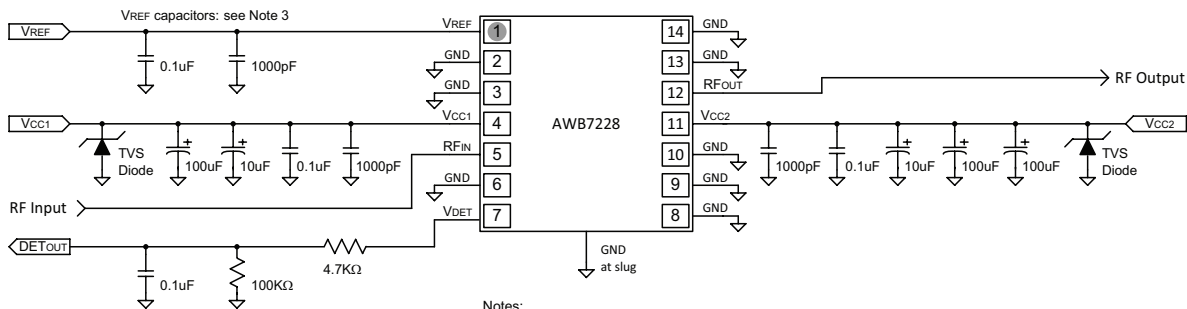 VREF capacitors: see Note 3
VREF
0.1uF
1000pF
VREF
GND
GND
VCC1
RFIN
GND
VDET
1
2
3
4
5
6
7
AWB7228
14
13
12
11
10
9
8
GND
GND
RFOUT
VCC2
GND
GND
GND
RF Output
VCC1
TVS
Diode
100uF
10uF
0.1uF
1000pF
RF Input
DETOUT
0.1uF
100KΩ
4.7KΩ
GND
at slug
1000pF
0.1uF
10uF
100uF
100uF
TVS
Diode
VCC2
Notes: